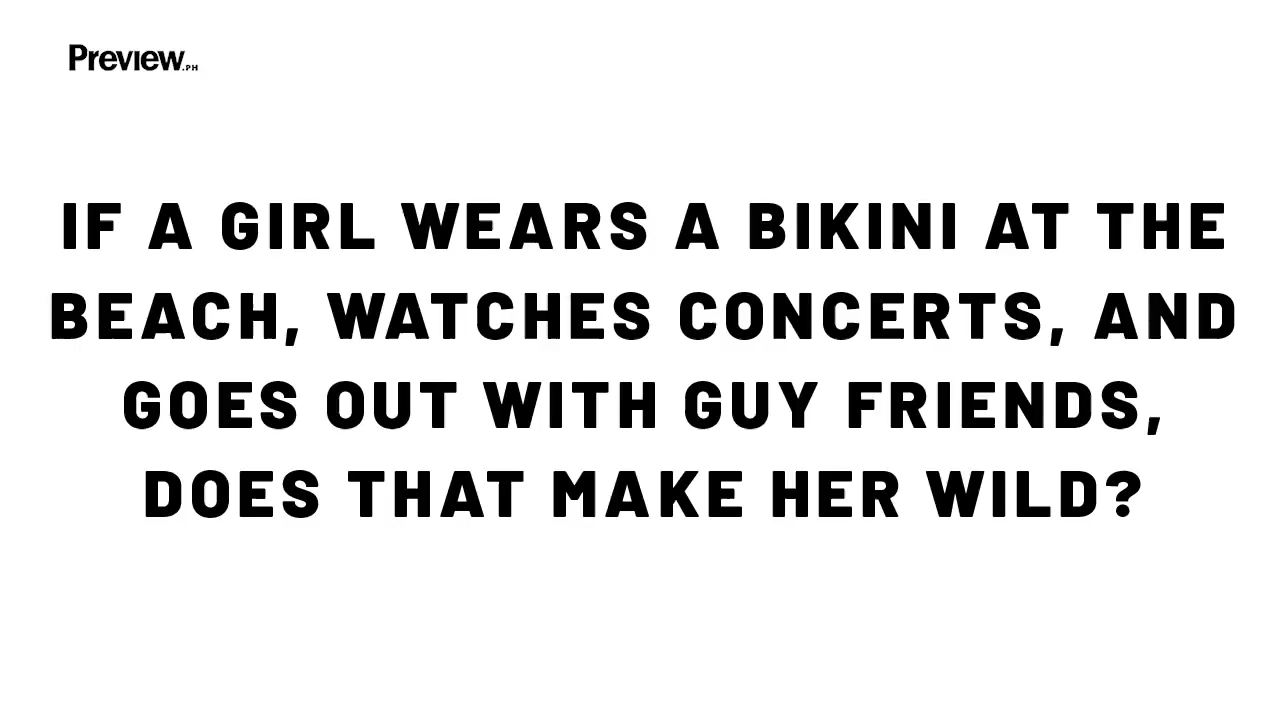 Preview.PH
IF A GIRL WEARS A BIKINI AT THE
BEACH, WATCHES CONCERTS, AND
GOES OUT WITH GUY FRIENDS,
DOES THAT MAKE HER WILD?